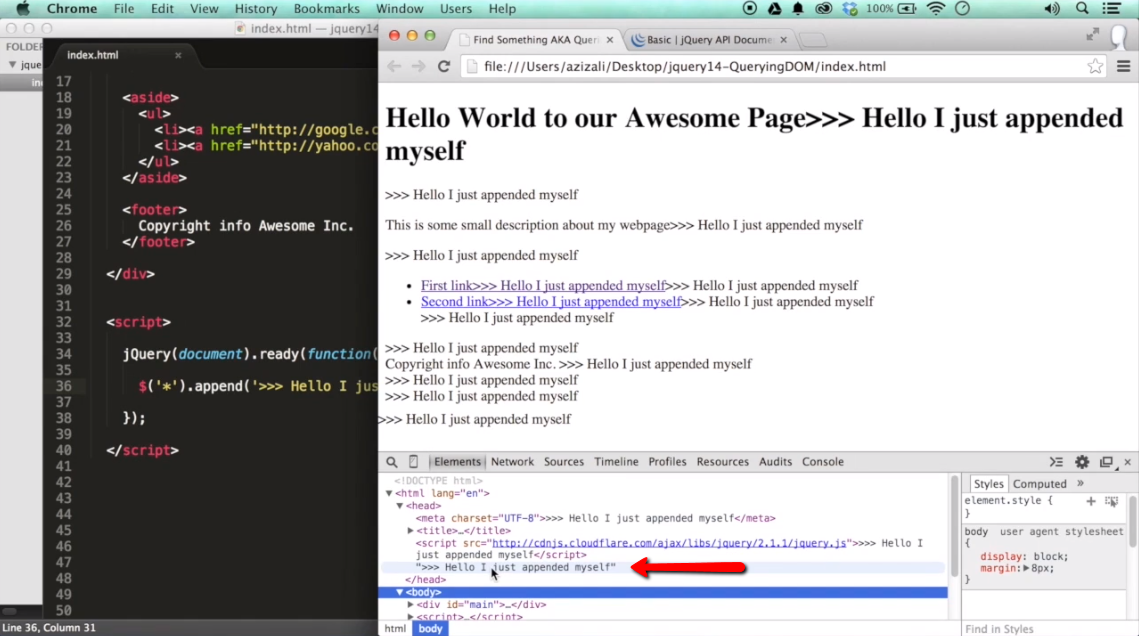 Chrome File Edit View History Bookmarks Window Users Help 100%
index.html — jquery14
FOLDER
jque
in
index.html
17
18 <aside>
19 <ul>
20 <li><a href="http://google.c
21 <li><a href="http://yahoo.co
22 </ul>
23 </aside>
24
25 <footer>
26 Copyright info Awesome Inc.
27 </footer>
28
29 </div>
30
31
32 <script>
33
34 jQuery(document).ready(function(
35
36 $('*').append('>>> Hello I jus
37
38 });
39
40 </script>
41
42
43
44
45
46
47
48
49
50
Line 36, Column 31
Find Something AKA Quer
Basic | jQuery API Docume
file:///Users/azizali/Desktop/jquery14-QueryingDOM/index.html
Hello World to our Awesome Page>>> Hello I just appended
myself
>>> Hello I just appended myself
This is some small description about my webpage>>> Hello I just appended myself
>>> Hello I just appended myself
• First link>>> Hello I just appended myself>>> Hello I just appended myself
• Second link>>> Hello I just appended myself>>> Hello I just appended myself
>>> Hello I just appended myself
>>> Hello I just appended myself
Copyright info Awesome Inc. >>> Hello I just appended myself
>>> Hello I just appended myself
>>> Hello I just appended myself
>>> Hello I just appended myself
Elements Network Sources Timeline Profiles Resources Audits Console
<!DOCTYPE html>
▼<html lang="en">
▼<head>
<meta charset="UTF-8">>>> Hello I just appended myself</meta>
▶<title>…</title>
<script src="http://cdnjs.cloudflare.com/ajax/libs/jquery/2.1.1/jquery.js">>>> Hello I
just appended myself</script>
">>> Hello I just appended myself"
</head>
▼<body>
▶<div id="main">…</div>
▶<script>…</script>
html body
Styles Computed »
element.style {
}
body user agent stylesheet
{
display: block;
margin:▶8px;
}
Find in Styles